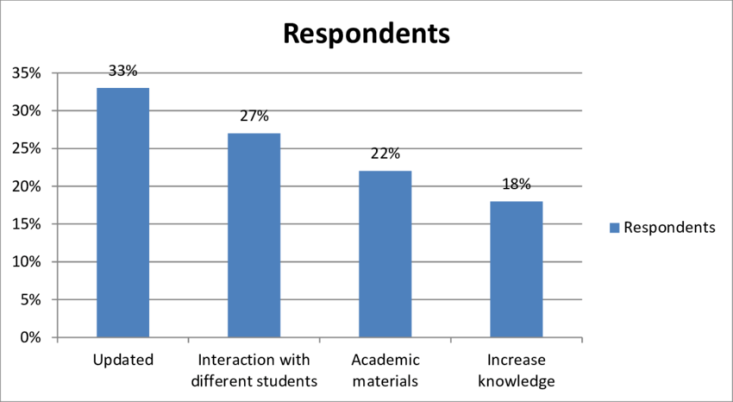 Respondents
35%
30%
25%
20%
15%
10%
5%
0%
33%
27%
22%
18%
Updated
Interaction with
different students
Academic
materials
Increase
knowledge
Respondents